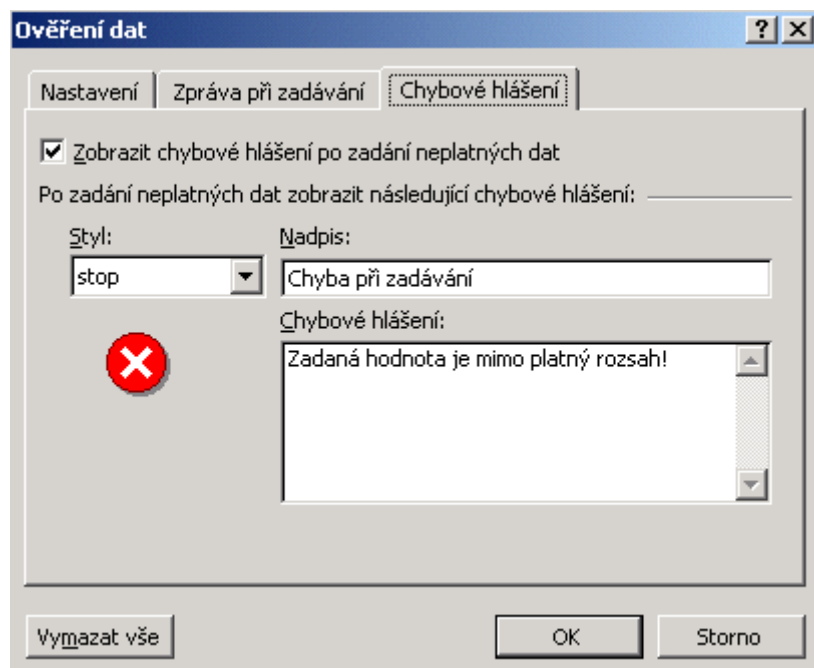 Ověření dat
Nastavení Zpráva při zadávání Chybové hlášení
Zobrazit chybové hlášení po zadání neplatných dat
Po zadání neplatných dat zobrazit následující chybové hlášení:
Styl: Nadpis:
stop Chyba při zadávání
Chybové hlášení:
Zadaná hodnota je mimo platný rozsah!
Vymazat vše OK Storno